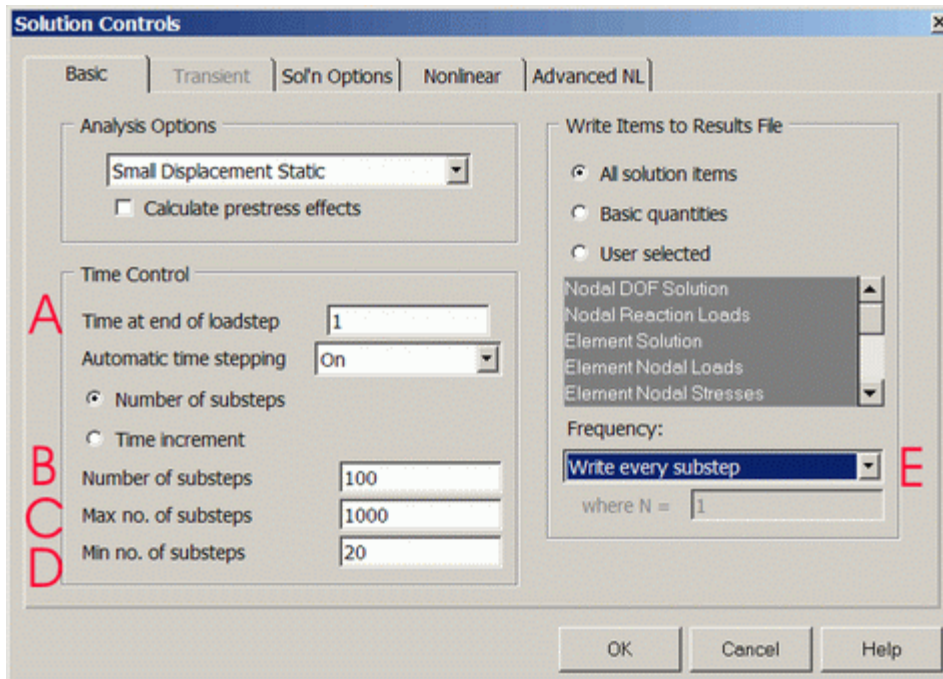 Solution Controls
Basic
Transient
Sol'n Options
Nonlinear
Advanced NL
Analysis Options
Small Displacement Static
Calculate prestress effects
Time Control
A
Time at end of loadstep
1
Automatic time stepping
On
Number of substeps
Time increment
B
Number of substeps
100
C
Max no. of substeps
1000
D
Min no. of substeps
20
Write Items to Results File
All solution items
Basic quantities
User selected
Nodal DOF Solution
Nodal Reaction Loads
Element Solution
Element Nodal Loads
Element Nodal Stresses
Frequency:
Write every substep
E
where N =
1
OK
Cancel
Help